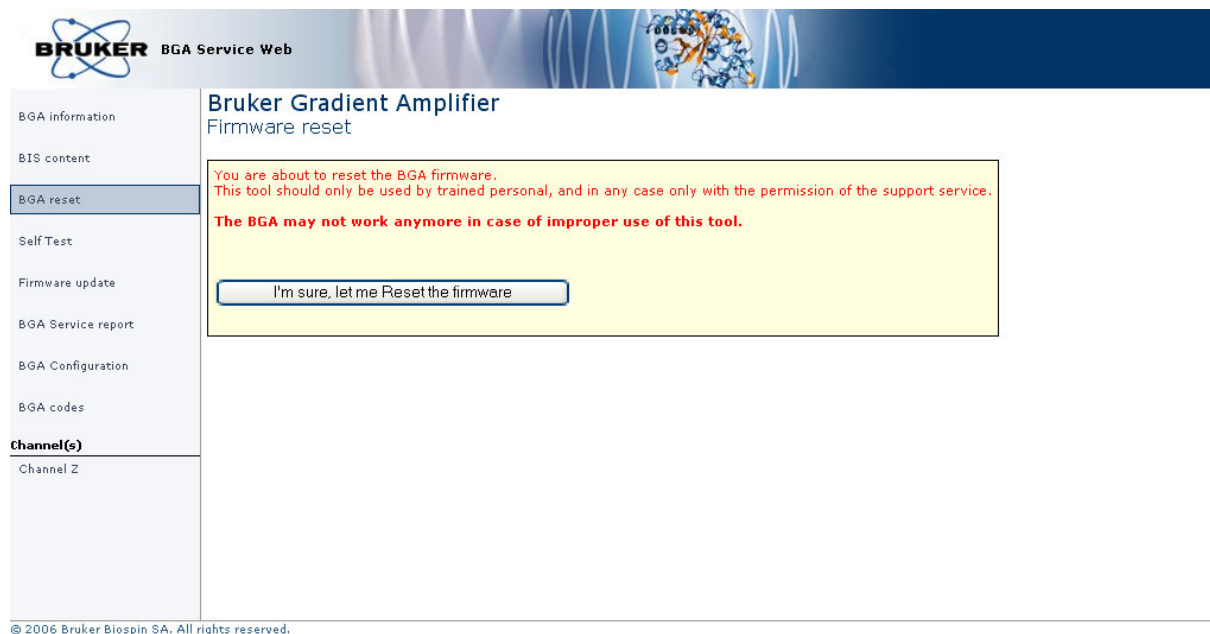 BRUKER BGA Service Web
BGA information
BIS content
BGA reset
Self Test
Firmware update
BGA Service report
BGA Configuration
BGA codes
Channel(s)
Channel Z
Bruker Gradient Amplifier
Firmware reset
You are about to reset the BGA firmware.
This tool should only be used by trained personal, and in any case only with the permission of the support service.
The BGA may not work anymore in case of improper use of this tool.
I'm sure, let me Reset the firmware
© 2006 Bruker Biospin SA. All rights reserved.